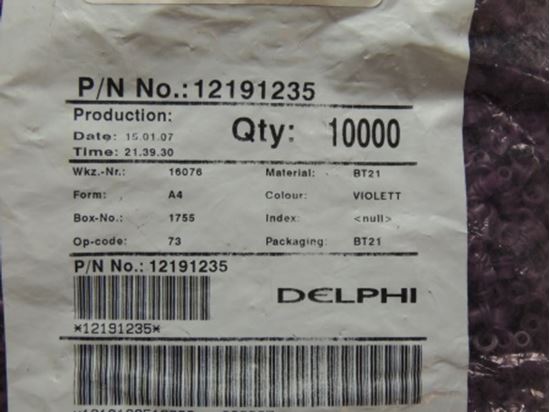 P/N No.: 12191235
Production:
Date: 15.01.07
Time: 21.39.30
Qty: 10000
Wkz.-Nr.: 16076 Material: BT21
Form: A4 Colour: VIOLETT
Box-No.: 1755 Index: <null>
Op-code: 73 Packaging: BT21
P/N No.: 12191235
DELPHI
*12191235*